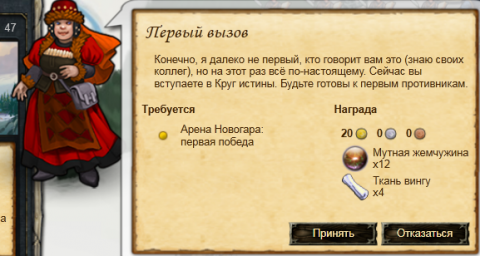 47
Первый вызов
Конечно, я далеко не первый, кто говорит вам это (знаю своих
коллег), но на этот раз всё по-настоящему. Сейчас вы
вступаете в Круг истины. Будьте готовы к первым противникам.
Требуется
Награда
Арена Новогара:
первая победа
20 0 0
Мутная жемчужина
x12
Ткань вингу
x4
а
Принять
Отказаться